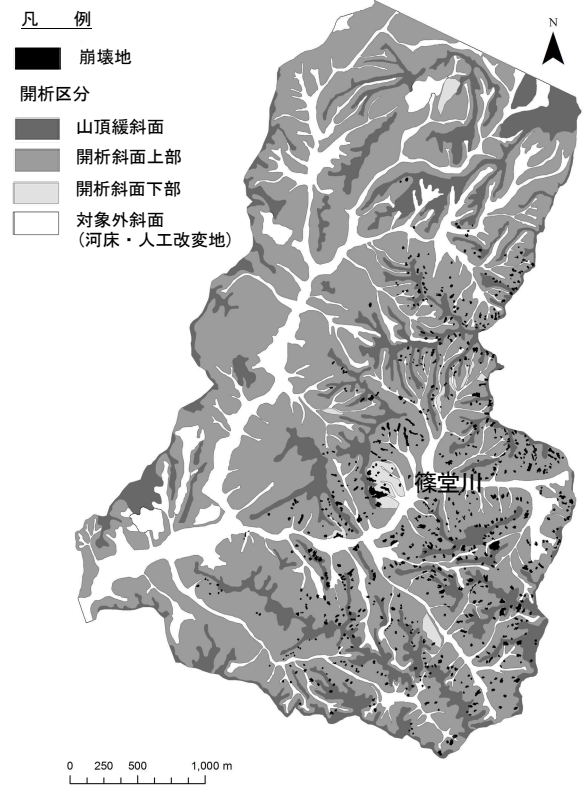 凡　例
崩壊地
開析区分
山頂緩斜面
開析斜面上部
開析斜面下部
対象外斜面
(河床・人工改変地)
N
篠堂川
0 250 500 1,000 m